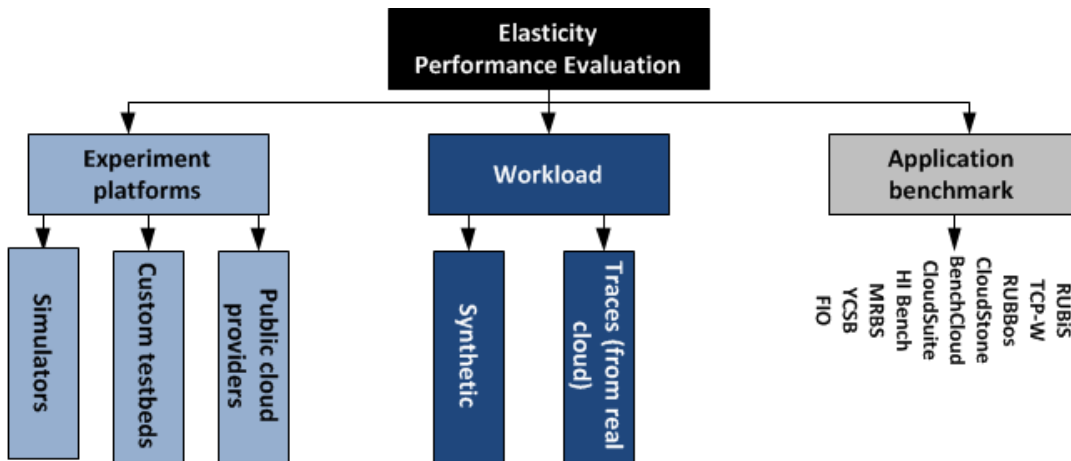 Elasticity
Performance Evaluation
Experiment
platforms
Workload
Application
benchmark
Simulators
Custom testbeds
Public cloud
providers
Synthetic
Traces (from real
cloud)
RUBiS
TCP-W
RUBBos
CloudStone
BenchCloud
CloudSuite
HI Bench
MRBS
YCSB
FIO